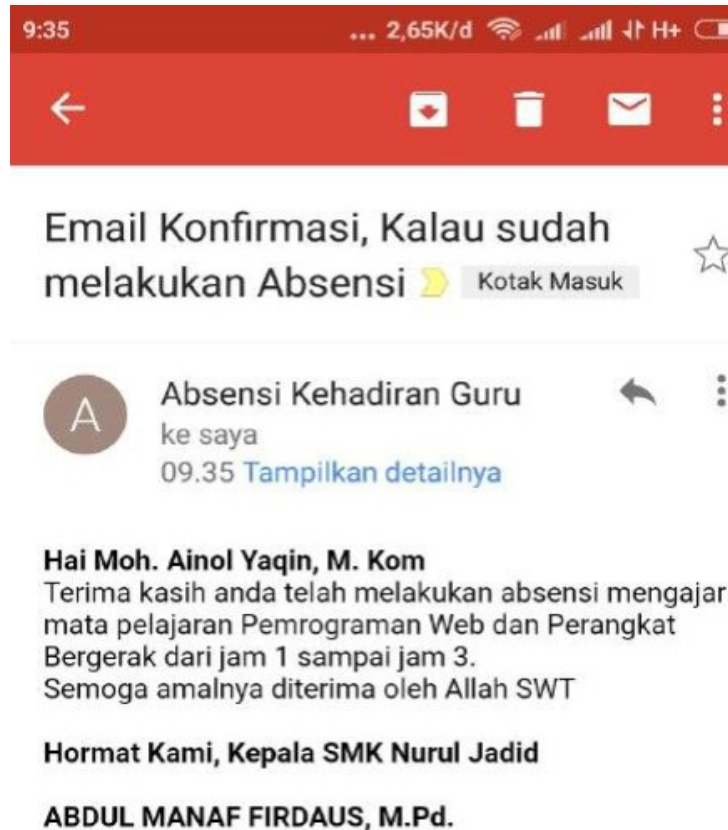 9:35
... 2,65K/d H+
Email Konfirmasi, Kalau sudah
melakukan Absensi Kotak Masuk
A
Absensi Kehadiran Guru
ke saya
09.35 Tampilkan detailnya
Hai Moh. Ainol Yaqin, M. Kom
Terima kasih anda telah melakukan absensi mengajar
mata pelajaran Pemrograman Web dan Perangkat
Bergerak dari jam 1 sampai jam 3.
Semoga amalnya diterima oleh Allah SWT
Hormat Kami, Kepala SMK Nurul Jadid
ABDUL MANAF FIRDAUS, M.Pd.